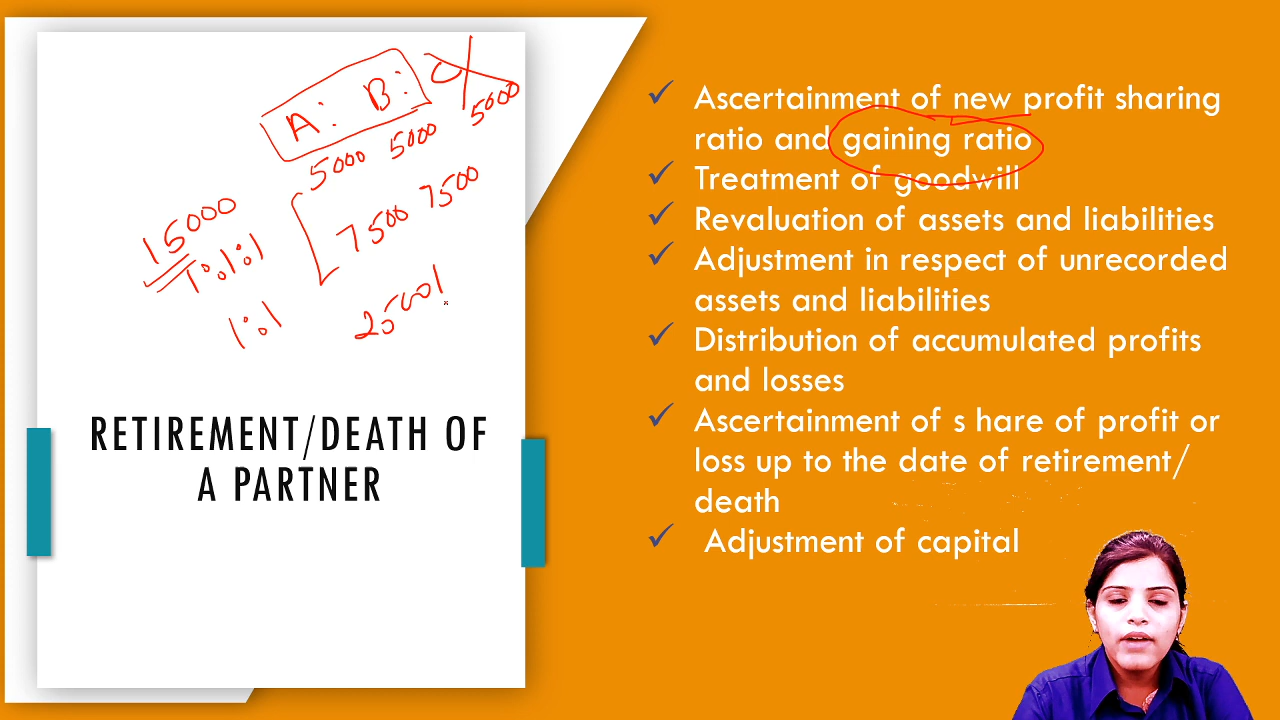 A: B: C
5000 5000 5000
15000
7500 7500
1:1:1
1:1
RETIREMENT/DEATH OF
A PARTNER
Ascertainment of new profit sharing
ratio and gaining ratio
Treatment of goodwill
Revaluation of assets and liabilities
Adjustment in respect of unrecorded
assets and liabilities
Distribution of accumulated profits
and losses
Ascertainment of s hare of profit or
loss up to the date of retirement/
death
Adjustment of capital